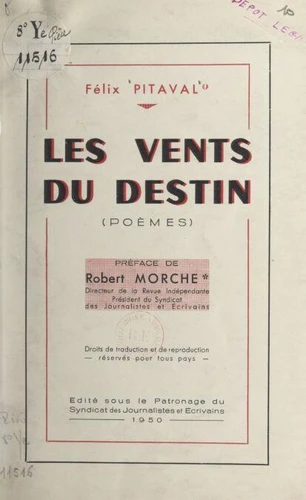 8º Ye
11516
DEPOT LEGAL
Félix 'PITAVAL'
LES VENTS
DU DESTIN
(POÈMES)
PRÉFACE DE
Robert MORCHE*
Directeur de la Revue Indépendante
Président du Syndicat
des Journalistes et Ecrivains
Droits de traduction et de reproduction
— réservés pour tous pays —
Edité sous le Patronage du
Syndicat des Journalistes et Ecrivains
— 1950 —
11516